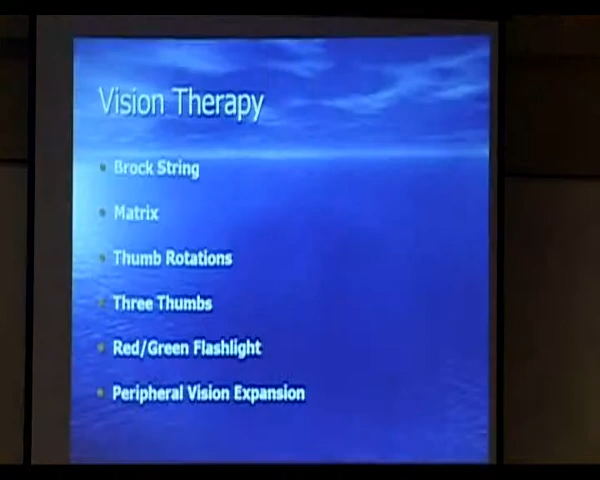 Vision Therapy
Brock String
Matrix
Thumb Rotations
Three Thumbs
Red/Green Flashlight
Peripheral Vision Expansion